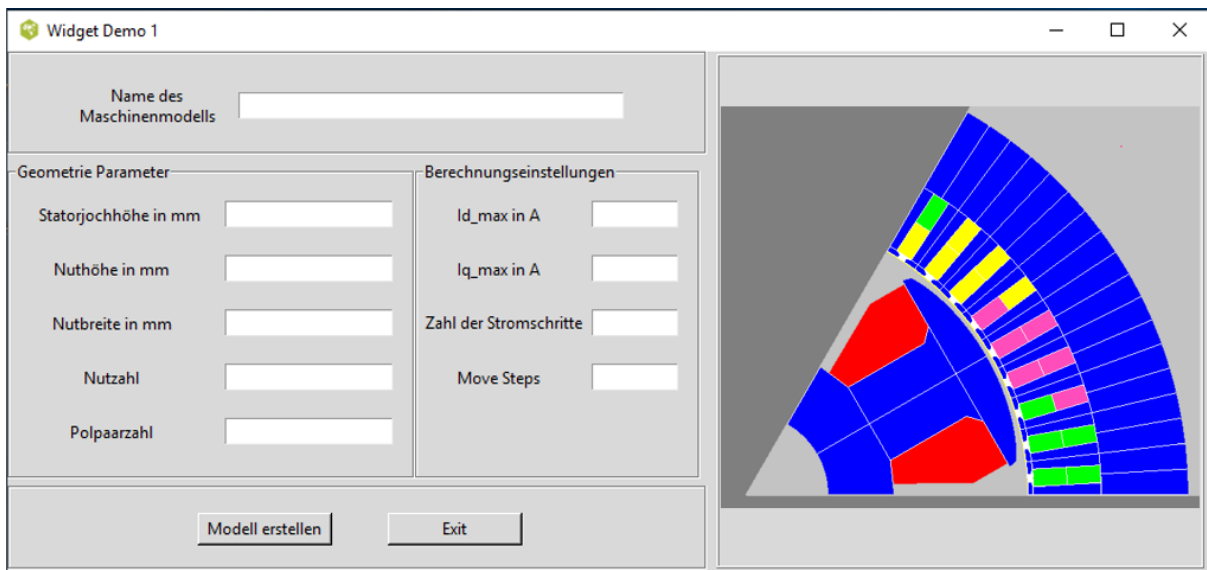 Widget Demo 1
Name des
Maschinenmodells
Geometrie Parameter
Statorjochhöhe in mm
Nuthöhe in mm
Nutbreite in mm
Nutzahl
Polpaarzahl
Berechnungseinstellungen
Id_max in A
Iq_max in A
Zahl der Stromschritte
Move Steps
Modell erstellen
Exit